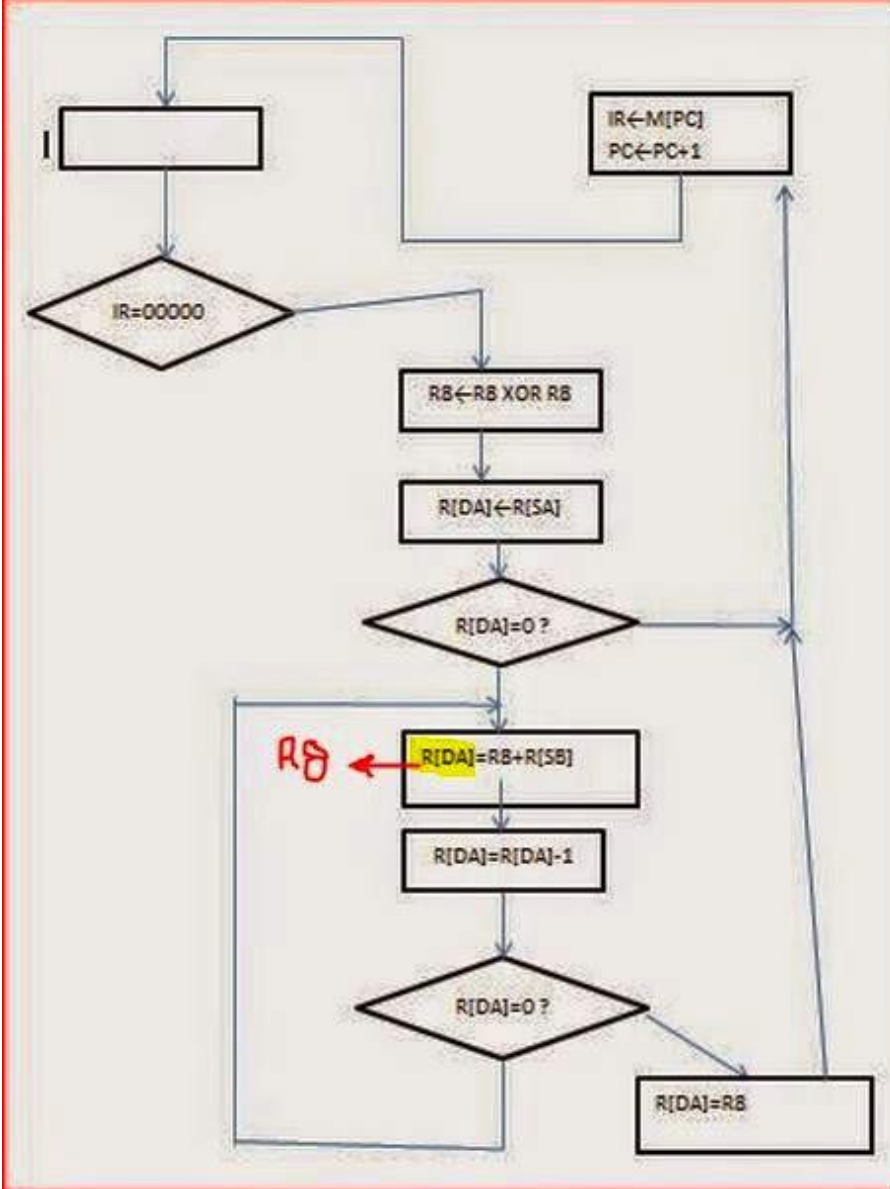 IR←M[PC]
PC←PC+1
I
IR=00000
R8←R8 XOR R8
R[DA]←R[SA]
R[DA]=0 ?
R8
R[DA]=R8+R[SB]
R[DA]=R[DA]-1
R[DA]=0 ?
R[DA]=R8